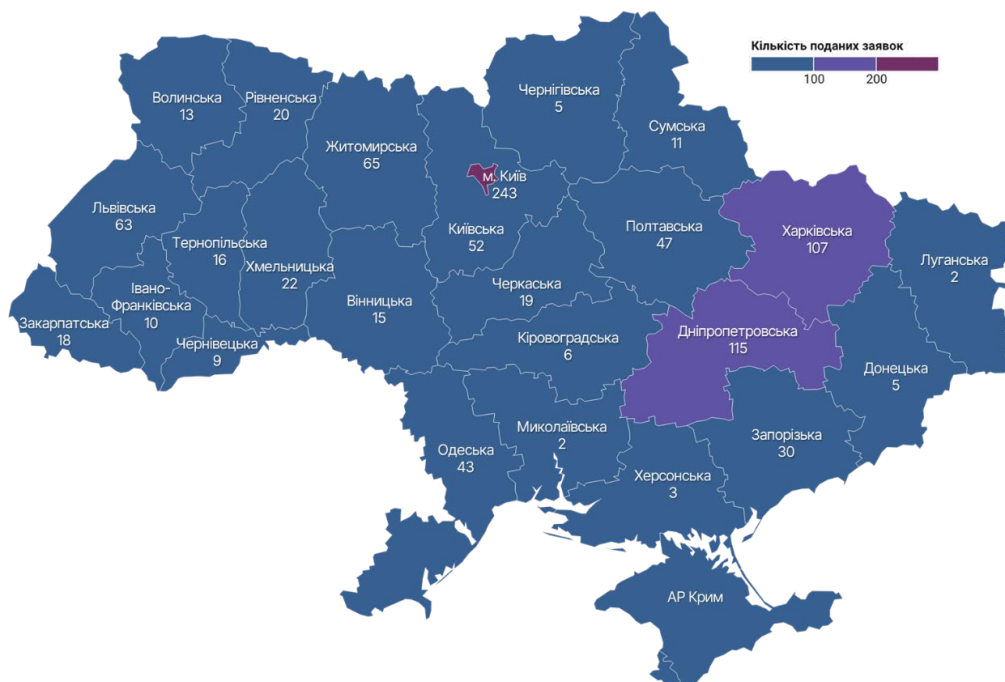 Кількість поданих заявок
100 200
Волинська
13
Рівненська
20
Житомирська
65
Чернігівська
5
Сумська
11
м. Київ
243
Київська
52
Львівська
63
Тернопільська
16
Хмельницька
22
Івано-
Франківська
10
Закарпатська
18
Чернівецька
9
Вінницька
15
Черкаська
19
Полтавська
47
Харківська
107
Луганська
2
Кіровоградська
6
Дніпропетровська
115
Донецька
5
Одеська
43
Миколаївська
2
Запорізька
30
Херсонська
3
АР Крим